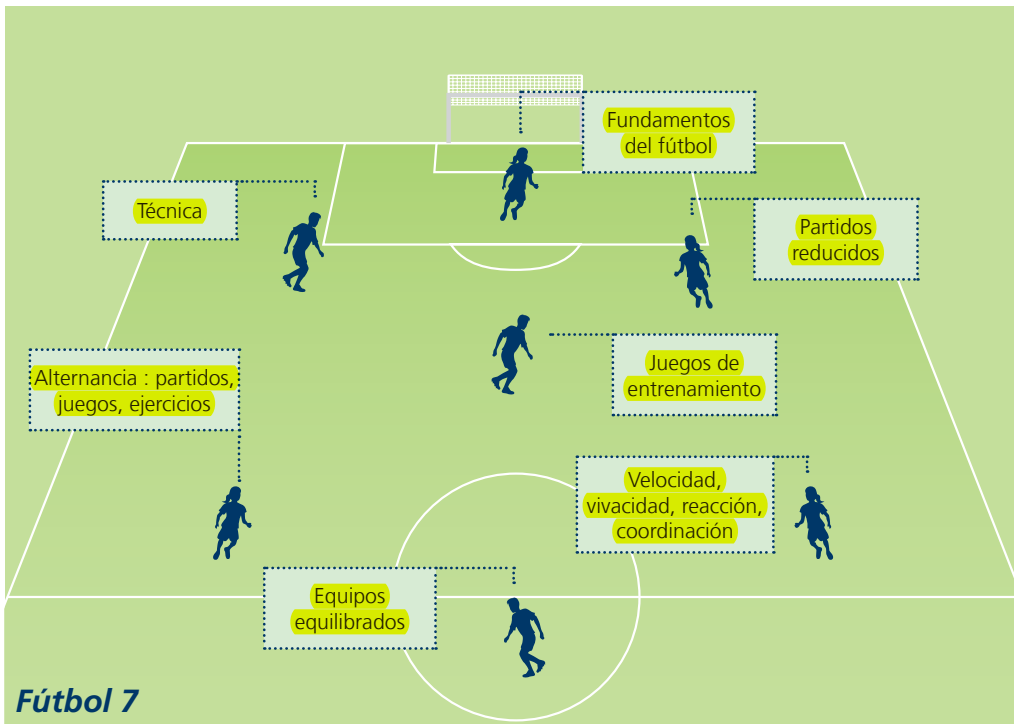 Fundamentos
del fútbol
Técnica
Partidos
reducidos
Juegos de
entrenamiento
Alternancia : partidos,
juegos, ejercicios
Velocidad,
vivacidad, reacción,
coordinación
Equipos
equilibrados
Fútbol 7